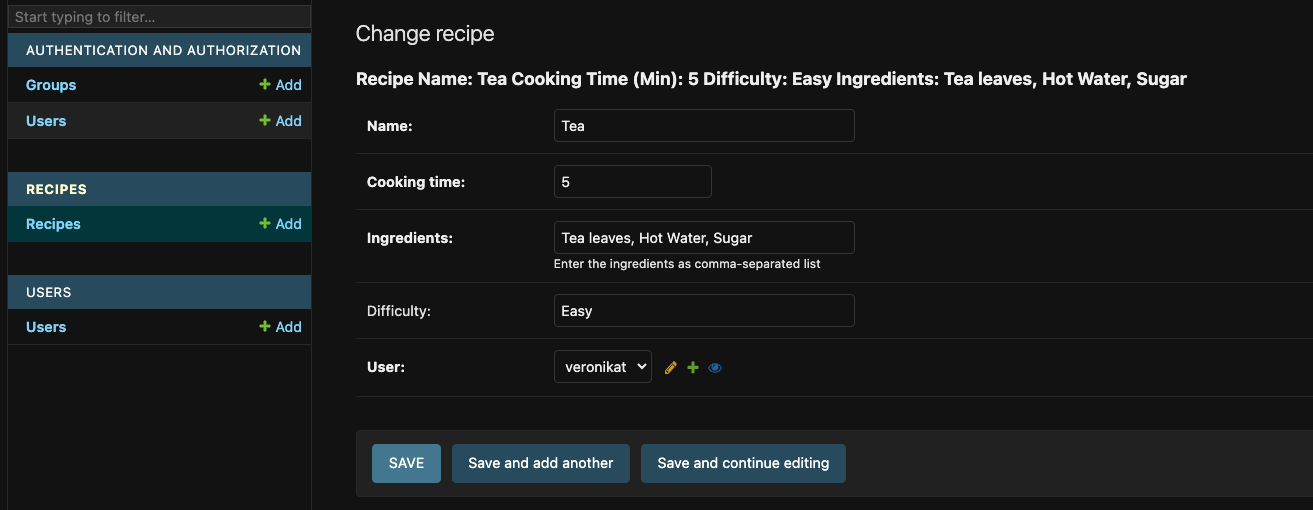 Start typing to filter...
AUTHENTICATION AND AUTHORIZATION
Groups + Add
Users + Add
RECIPES
Recipes + Add
USERS
Users + Add
Change recipe
Recipe Name: Tea Cooking Time (Min): 5 Difficulty: Easy Ingredients: Tea leaves, Hot Water, Sugar
Name: Tea
Cooking time: 5
Ingredients: Tea leaves, Hot Water, Sugar
Enter the ingredients as comma-separated list
Difficulty: Easy
User: veronikat
SAVE Save and add another Save and continue editing